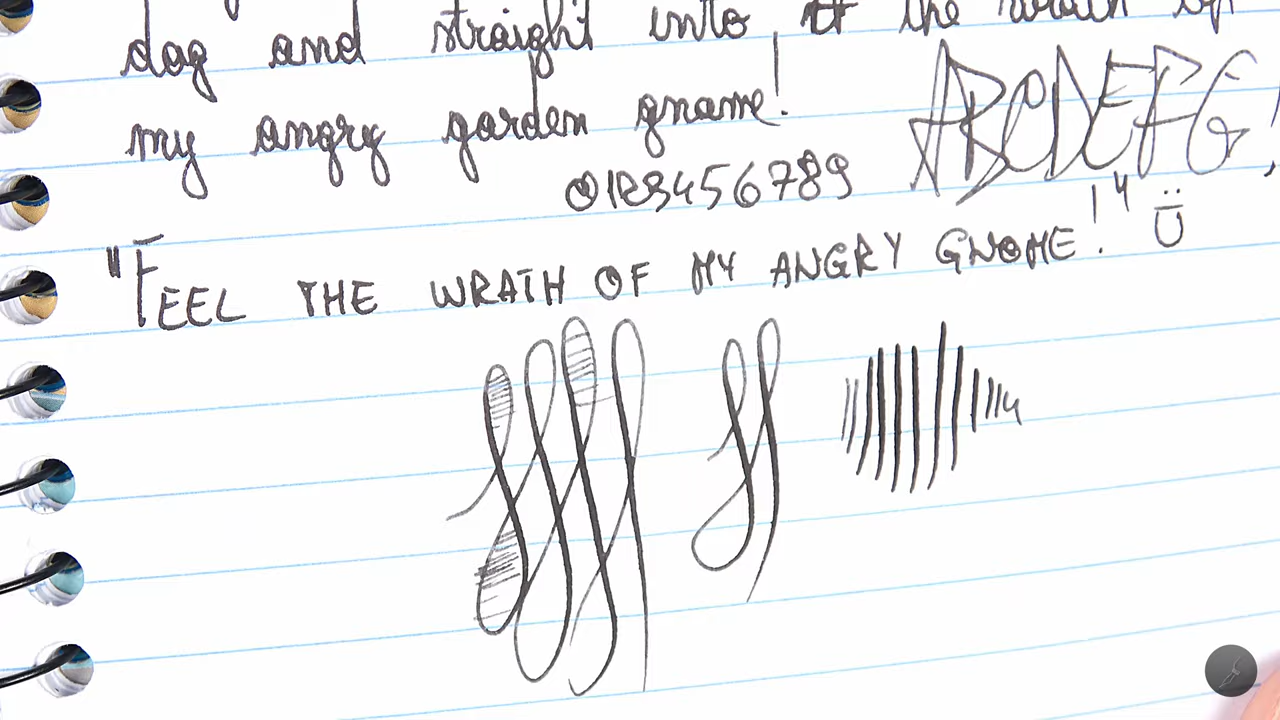 dog and straight into the wrath of
my angry garden gnome!
ABCDEFG
0123456789
"FEEL THE WRATH OF MY ANGRY GNOME!"